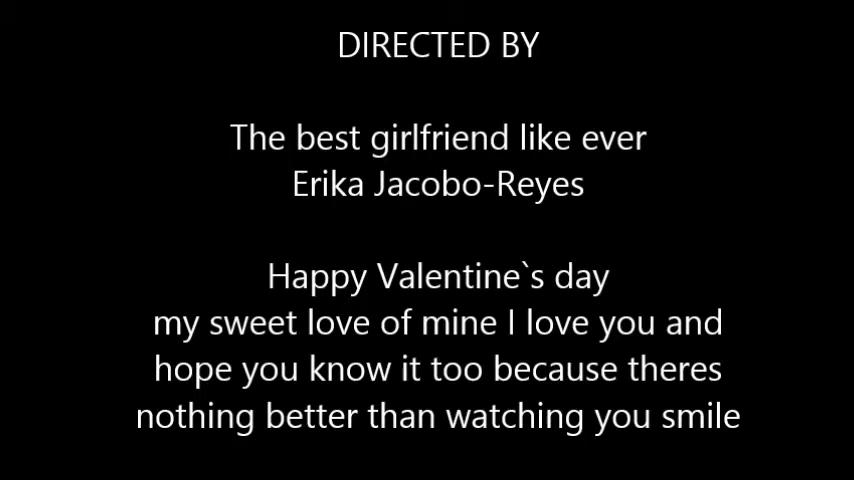 DIRECTED BY
The best girlfriend like ever
Erika Jacobo-Reyes
Happy Valentine`s day
my sweet love of mine I love you and
hope you know it too because theres
nothing better than watching you smile